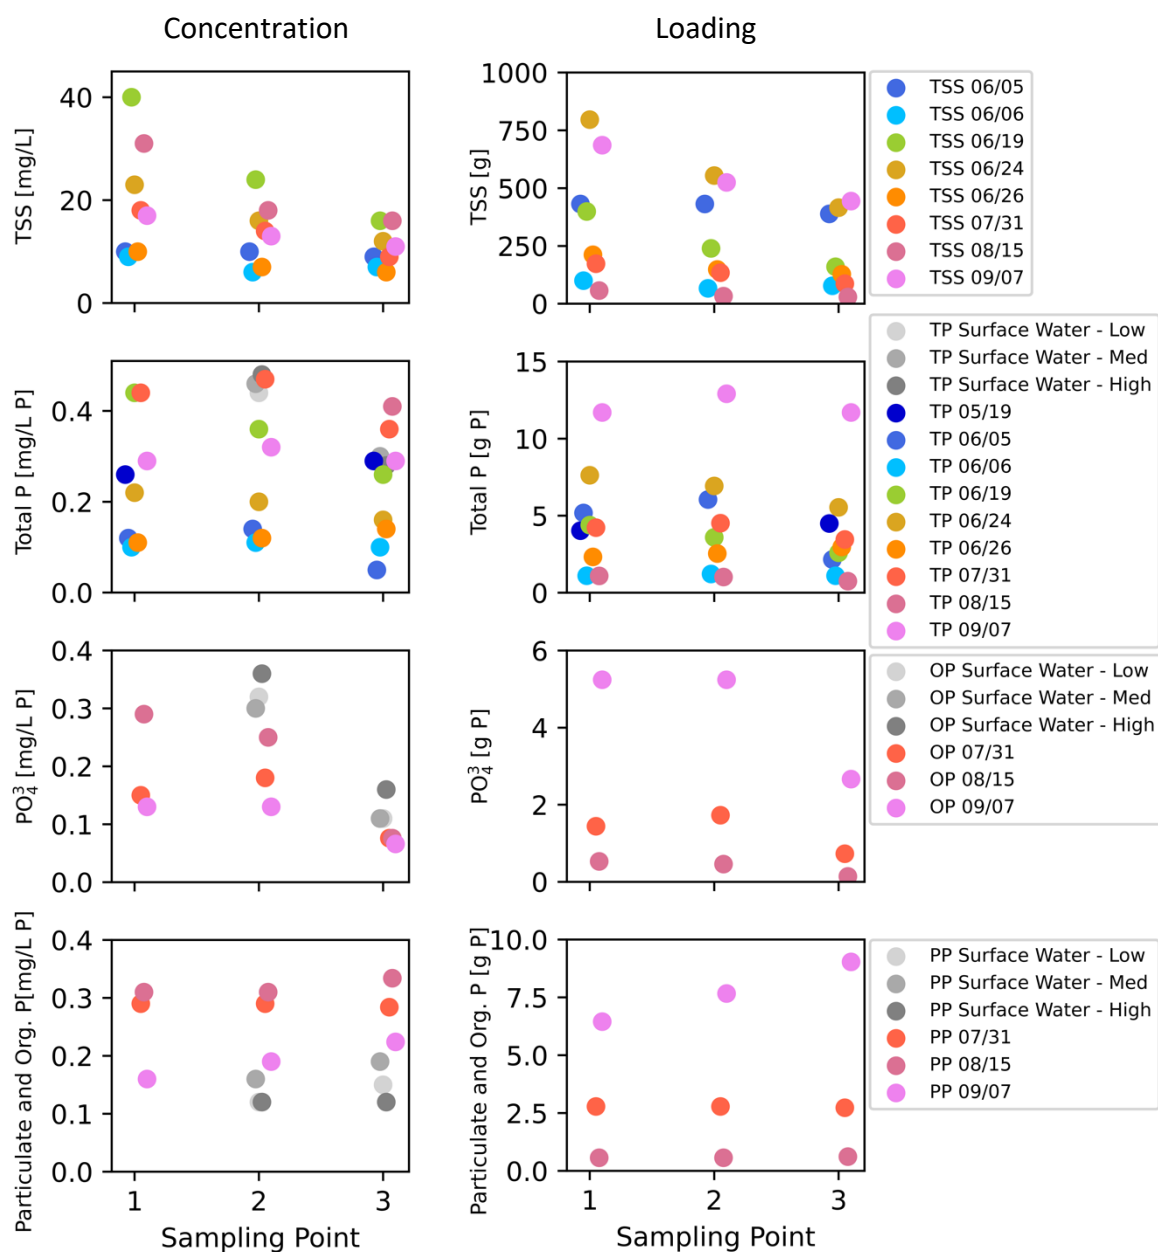 Concentration
Loading
TSS [mg/L]
40
20
0
TSS [g]
1000
750
500
250
0
TSS 06/05
TSS 06/06
TSS 06/19
TSS 06/24
TSS 06/26
TSS 07/31
TSS 08/15
TSS 09/07
Total P [mg/L P]
0.4
0.2
0.0
Total P [g P]
15
10
5
0
TP Surface Water - Low
TP Surface Water - Med
TP Surface Water - High
TP 05/19
TP 06/05
TP 06/06
TP 06/19
TP 06/24
TP 06/26
TP 07/31
TP 08/15
TP 09/07
PO₄³ [mg/L P]
0.4
0.3
0.2
0.1
0.0
PO₄³ [g P]
6
4
2
0
OP Surface Water - Low
OP Surface Water - Med
OP Surface Water - High
OP 07/31
OP 08/15
OP 09/07
Particulate and Org. P[mg/L P]
0.4
0.3
0.2
0.1
0.0
1
2
3
Sampling Point
Particulate and Org. P [g P]
10.0
7.5
5.0
2.5
0.0
1
2
3
Sampling Point
PP Surface Water - Low
PP Surface Water - Med
PP Surface Water - High
PP 07/31
PP 08/15
PP 09/07